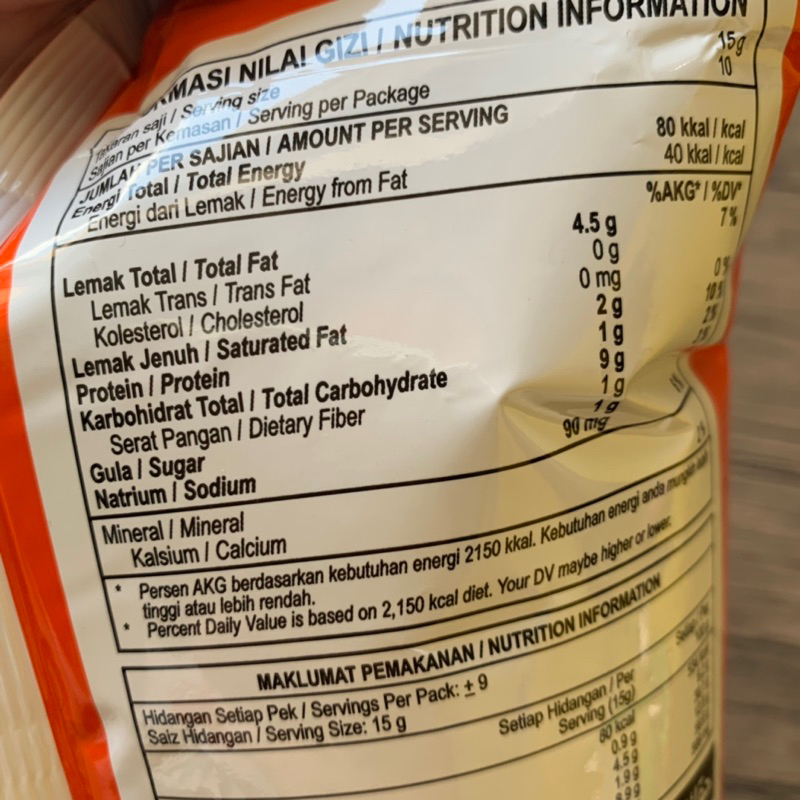 MASI NILAI GIZI / NUTRITION INFORMATION
Takaran saji / Serving size 15g
Sajian per Kemasan / Serving per Package 10
JUMLAH PER SAJIAN / AMOUNT PER SERVING
Energi Total / Total Energy 80 kkal / kcal
Energi dari Lemak / Energy from Fat 40 kkal / kcal
%AKG* / %DV*
Lemak Total / Total Fat 4.5 g 7%
Lemak Trans / Trans Fat 0 g
Kolesterol / Cholesterol 0 mg 0%
Lemak Jenuh / Saturated Fat 2 g 10%
Protein / Protein 1 g 2%
Karbohidrat Total / Total Carbohydrate 9 g
Serat Pangan / Dietary Fiber 1 g
Gula / Sugar 1 g
Natrium / Sodium 90 mg
Mineral / Mineral
Kalsium / Calcium
* Persen AKG berdasarkan kebutuhan energi 2150 kkal. Kebutuhan energi anda mungkin
tinggi atau lebih rendah.
* Percent Daily Value is based on 2,150 kcal diet. Your DV maybe higher or lower.
MAKLUMAT PEMAKANAN / NUTRITION INFORMATION
Hidangan Setiap Pek / Servings Per Pack: ± 9
Saiz Hidangan / Serving Size: 15 g
Setiap Hidangan / Per
Serving (15g)
80 kcal
0.9 g
4.5 g
1.9 g